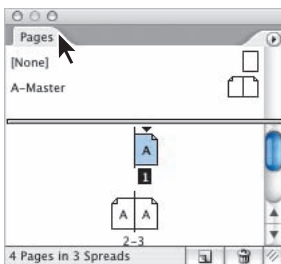 Pages
[None]
A-Master
A
1
A A
2-3
4 Pages in 3 Spreads